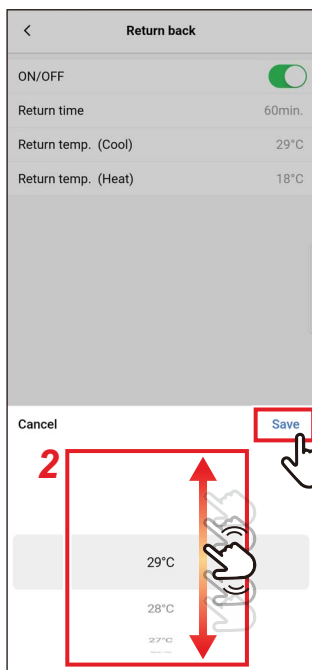 Return back
ON/OFF
Return time 60min.
Return temp. (Cool) 29°C
Return temp. (Heat) 18°C
Cancel Save
2
29°C
28°C
27°C